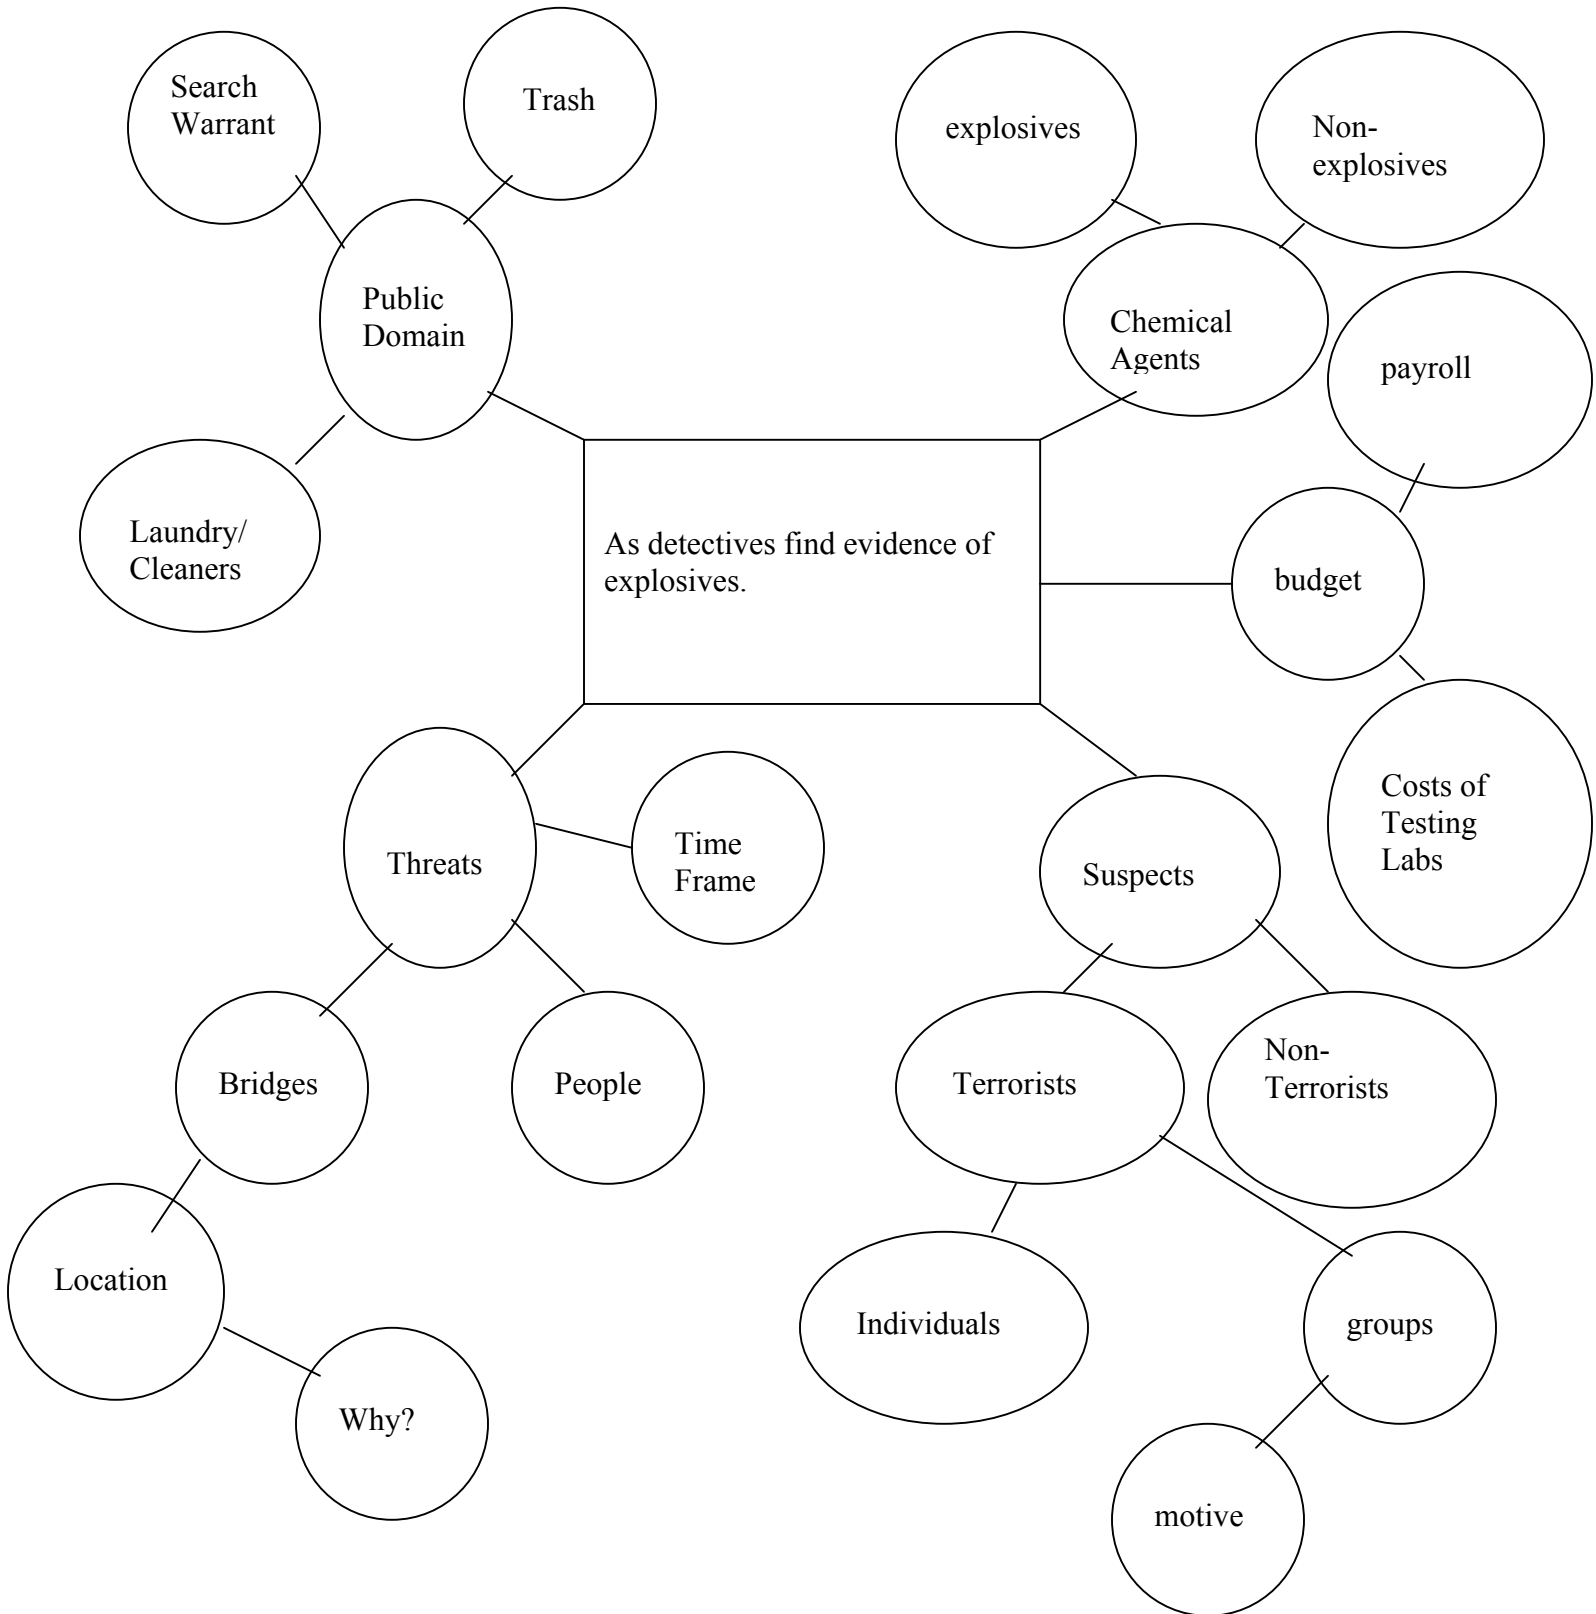 Search
Warrant
Trash
explosives
Non-
explosives
Public
Domain
Chemical
Agents
payroll
Laundry/
Cleaners
As detectives find evidence of
explosives.
budget
Costs of
Testing
Labs
Threats
Time
Frame
Suspects
Bridges
People
Terrorists
Non-
Terrorists
Location
Individuals
groups
Why?
motive